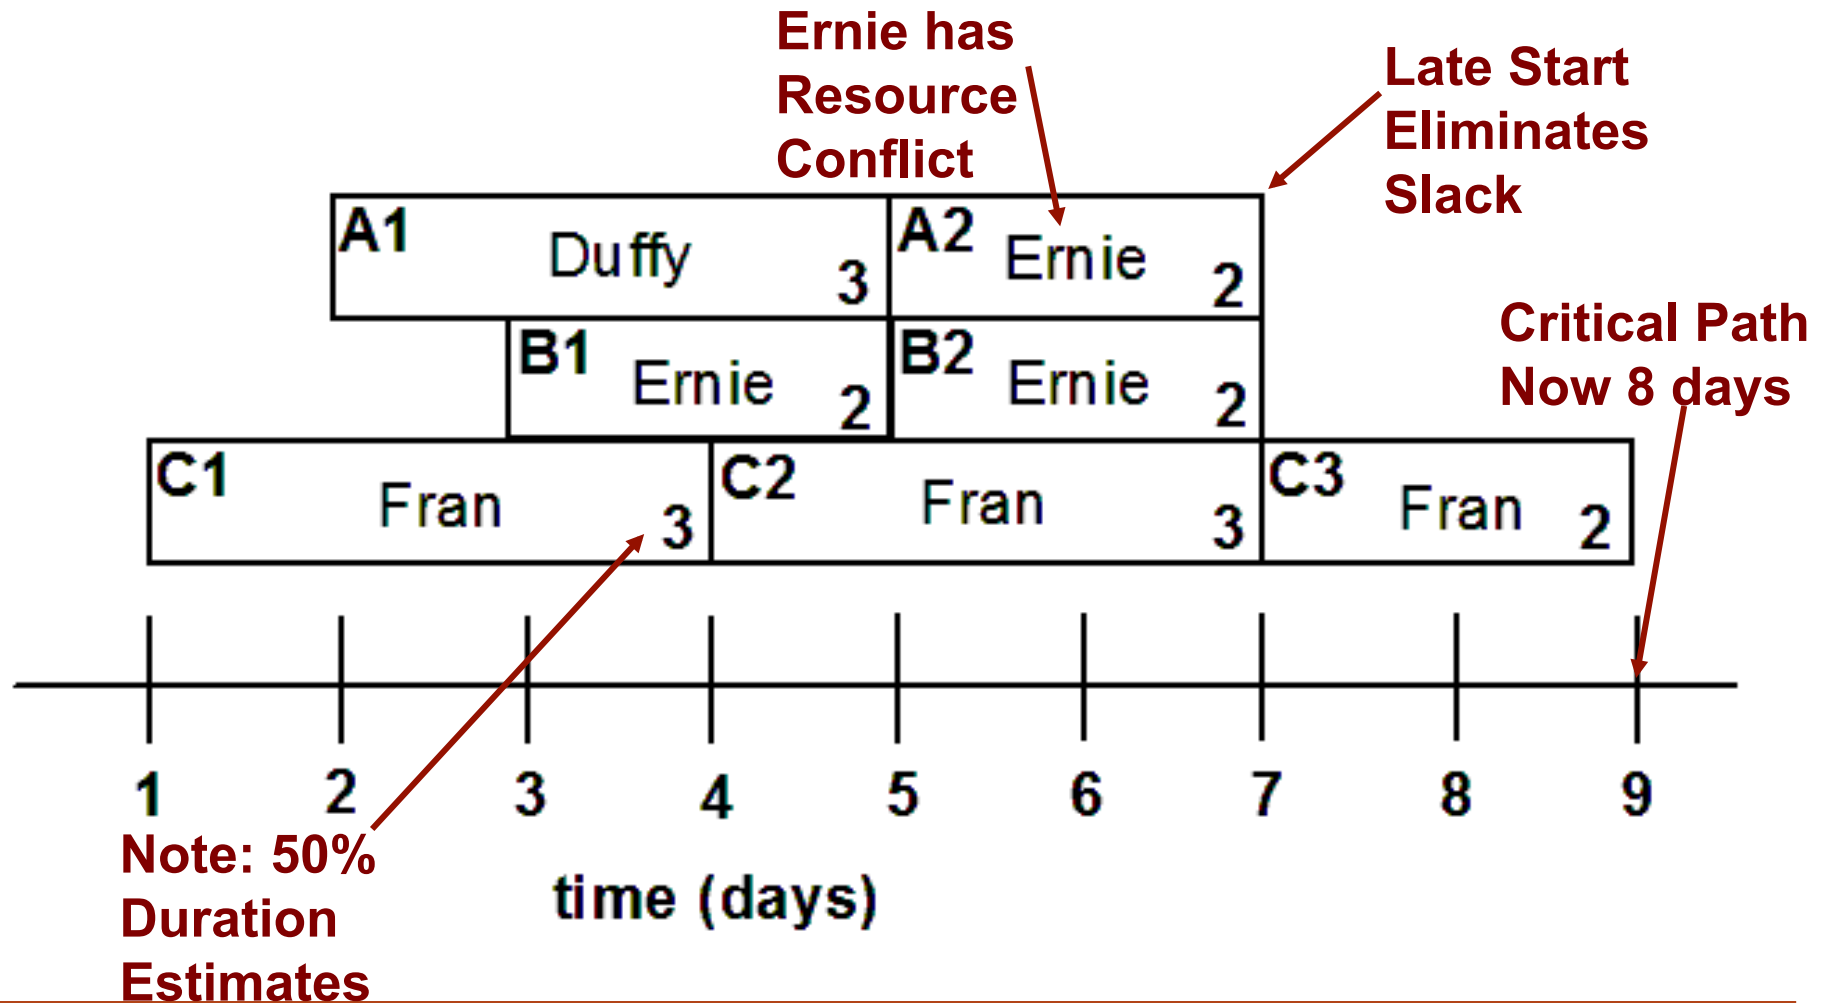 Ernie has
Resource
Conflict
Late Start
Eliminates
Slack
A1 Duffy 3
A2 Ernie 2
B1 Ernie 2
B2 Ernie 2
Critical Path
Now 8 days
C1 Fran 3
C2 Fran 3
C3 Fran 2
1 2 3 4 5 6 7 8 9
Note: 50%
Duration
Estimates
time (days)